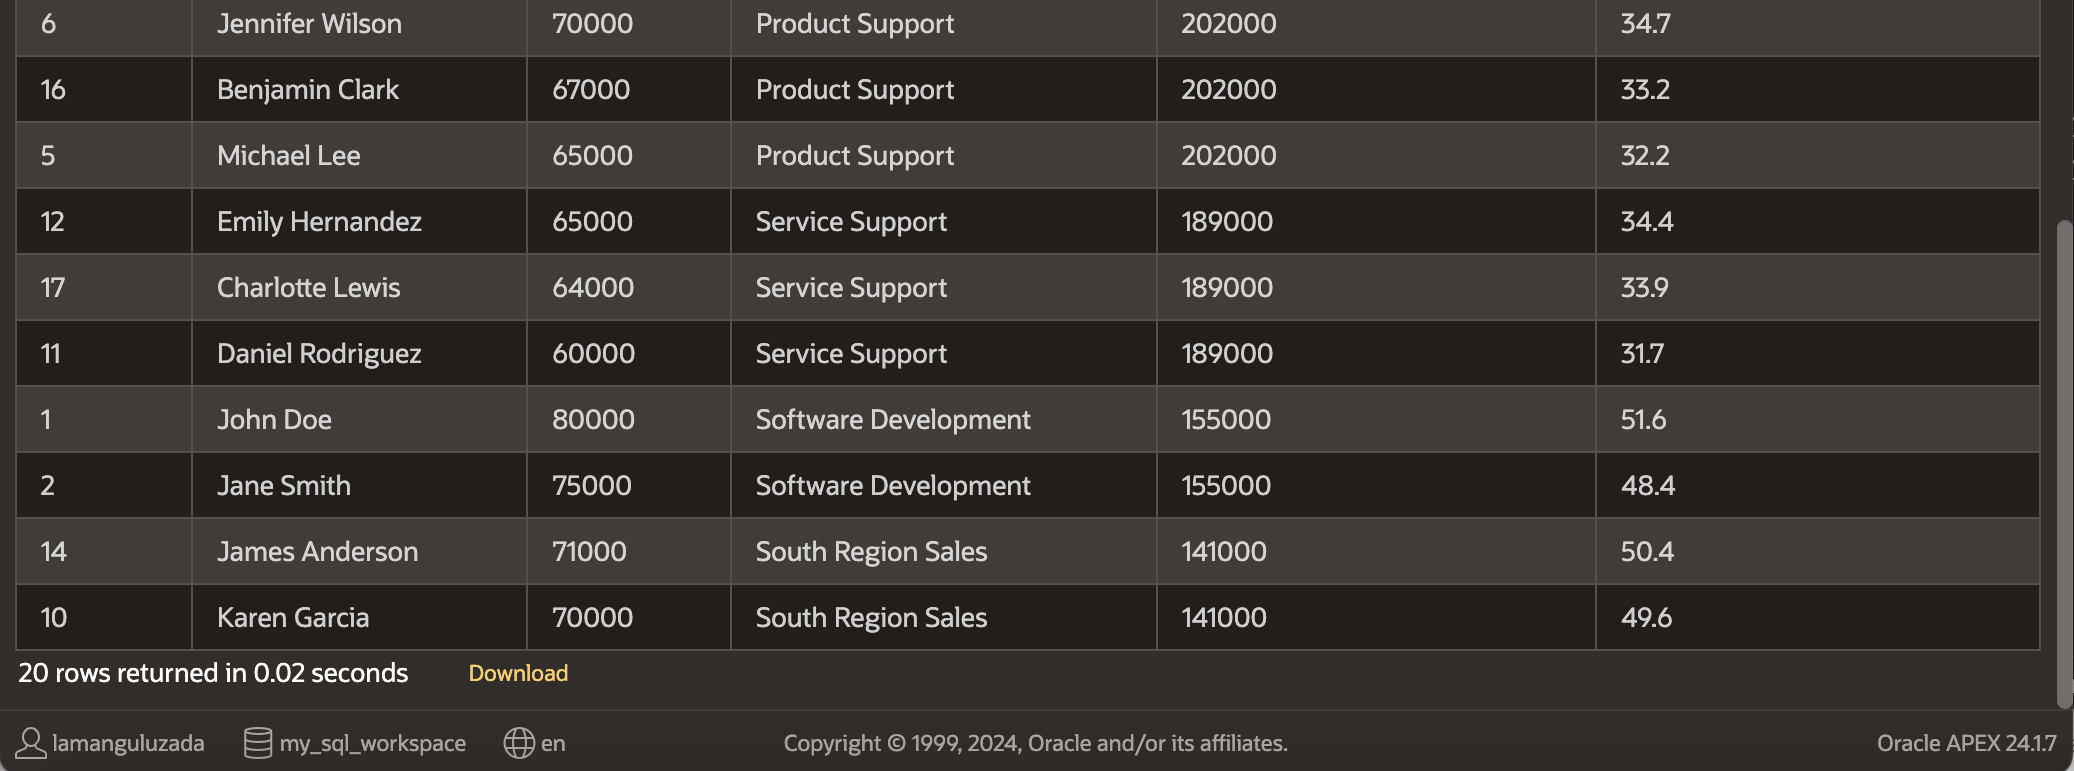 6 Jennifer Wilson 70000 Product Support 202000 34.7
16 Benjamin Clark 67000 Product Support 202000 33.2
5 Michael Lee 65000 Product Support 202000 32.2
12 Emily Hernandez 65000 Service Support 189000 34.4
17 Charlotte Lewis 64000 Service Support 189000 33.9
11 Daniel Rodriguez 60000 Service Support 189000 31.7
1 John Doe 80000 Software Development 155000 51.6
2 Jane Smith 75000 Software Development 155000 48.4
14 James Anderson 71000 South Region Sales 141000 50.4
10 Karen Garcia 70000 South Region Sales 141000 49.6
20 rows returned in 0.02 seconds Download
lamanguluzada my_sql_workspace en Copyright © 1999, 2024, Oracle and/or its affiliates. Oracle APEX 24.1.7